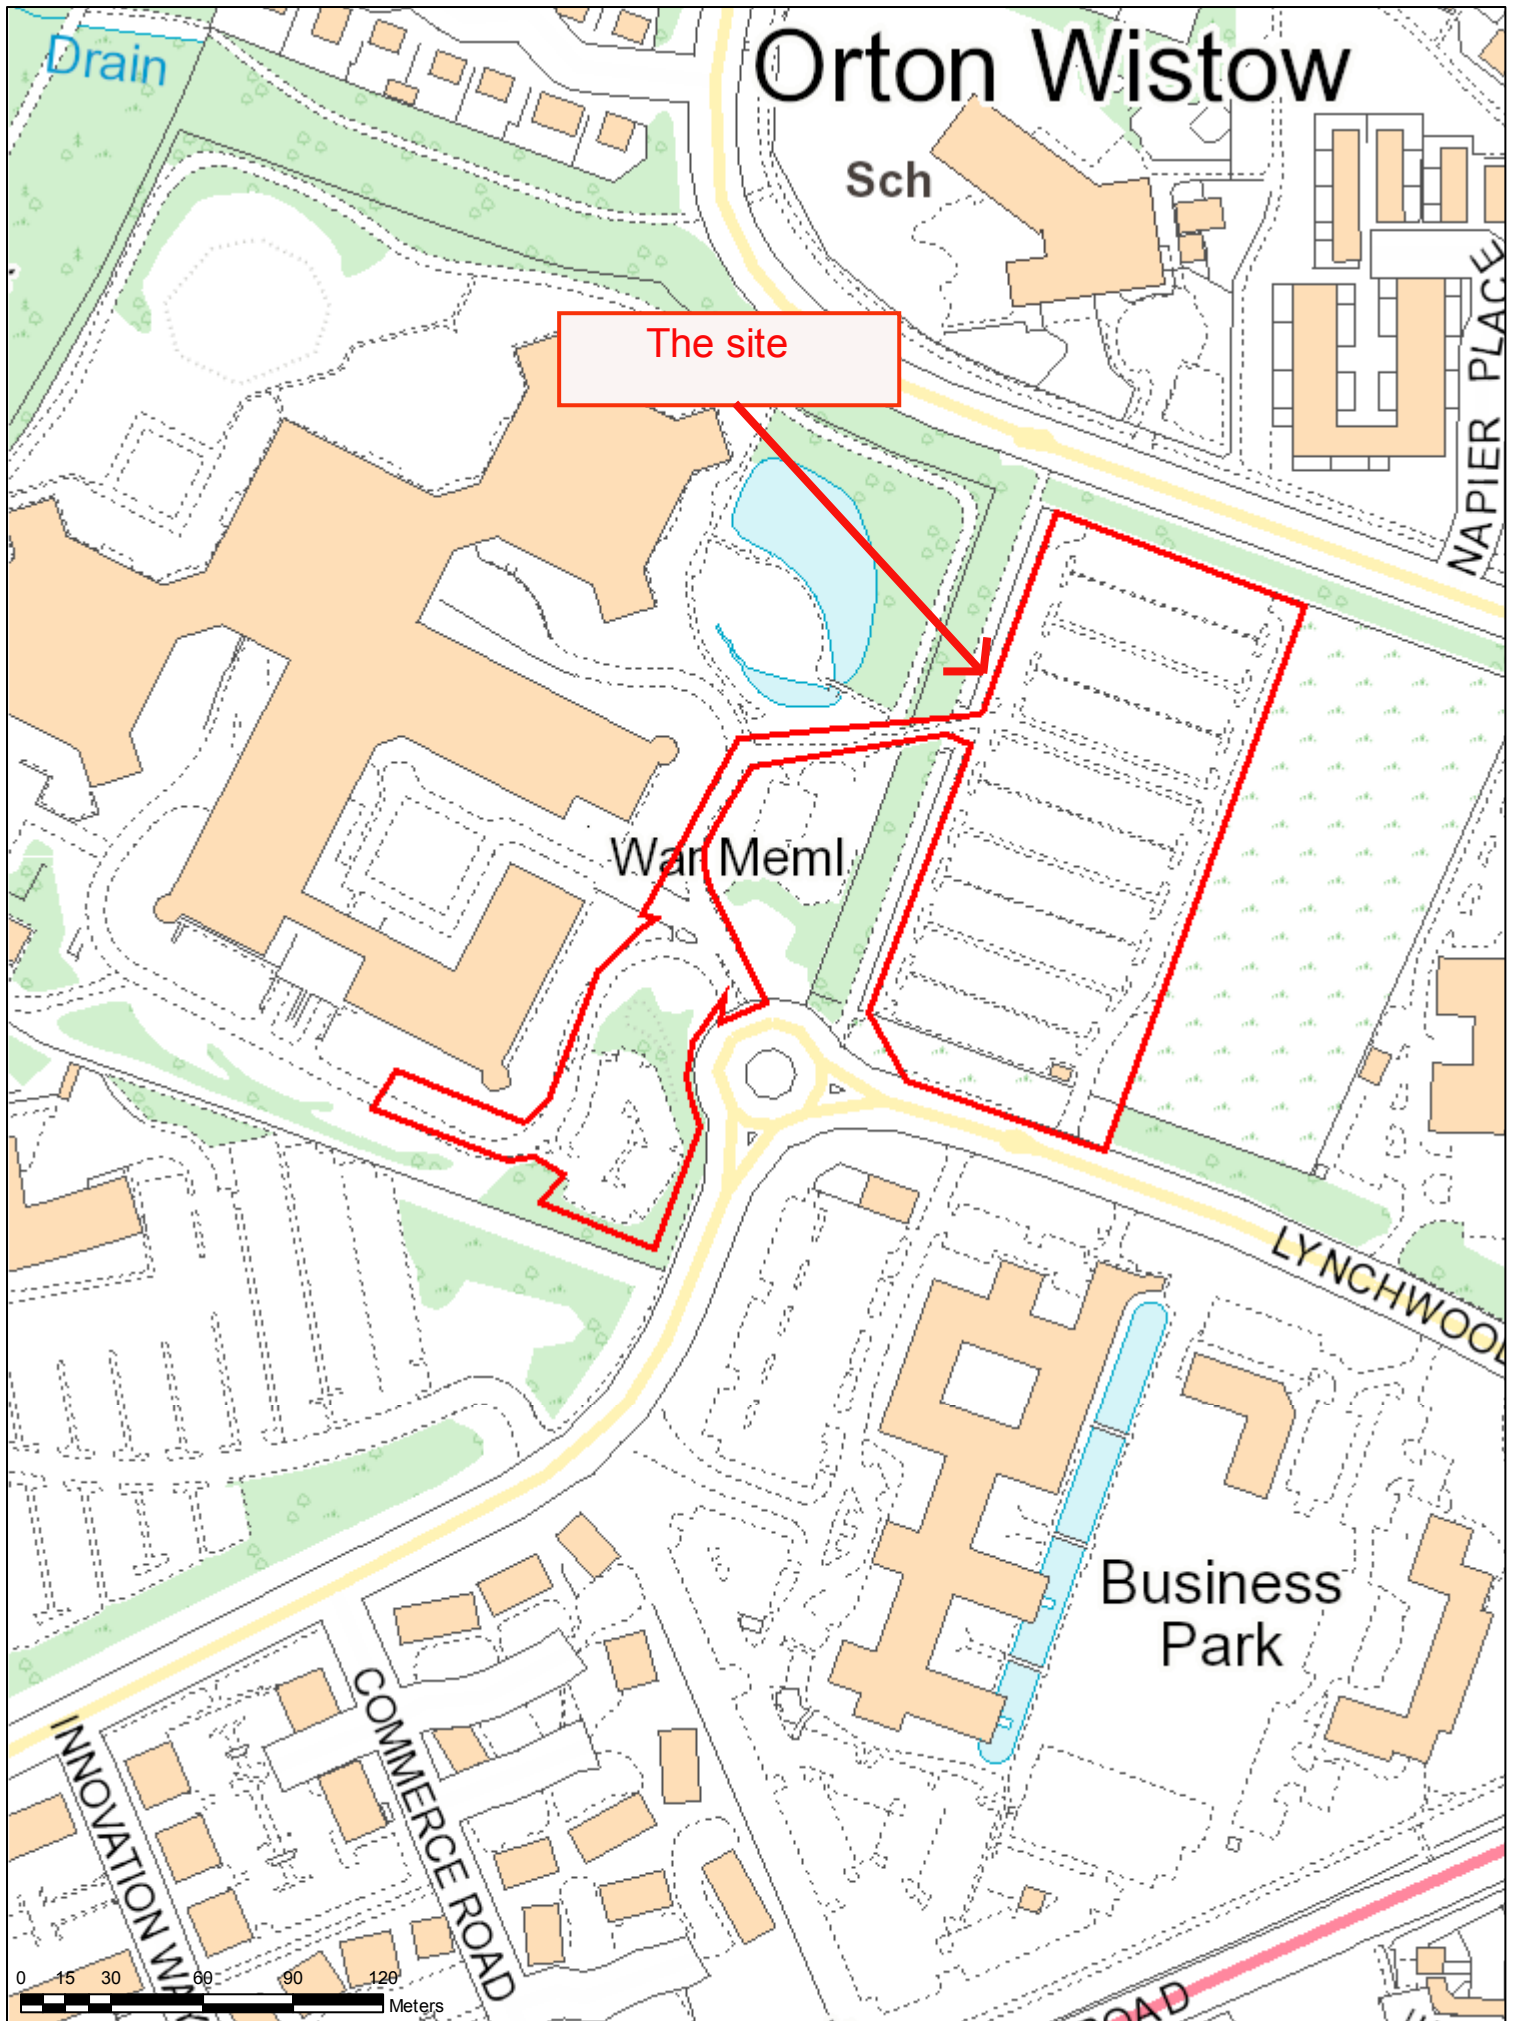 Drain
Orton Wistow
Sch
The site
NAPIER PLACE
War Meml
LYNCHWOOD
Business
Park
INNOVATION WAY
COMMERCE ROAD
0 15 30 60 90 120
Meters
ROAD